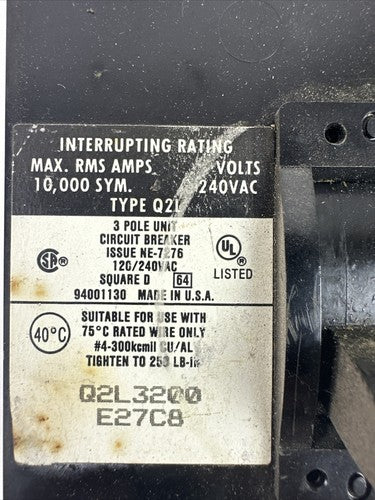 INTERRUPTING RATING
MAX. RMS AMPS VOLTS
10,000 SYM. 240VAC
TYPE Q2L
3 POLE UNIT
CIRCUIT BREAKER
ISSUE NE-7276
120/240VAC
SQUARE D 64
94001130 MADE IN U.S.A.
SA
UL
LISTED
40°C
SUITABLE FOR USE WITH
75°C RATED WIRE ONLY
#4-300kcmil CU/AL
TIGHTEN TO LB-IN
Q2L3200
E27C8